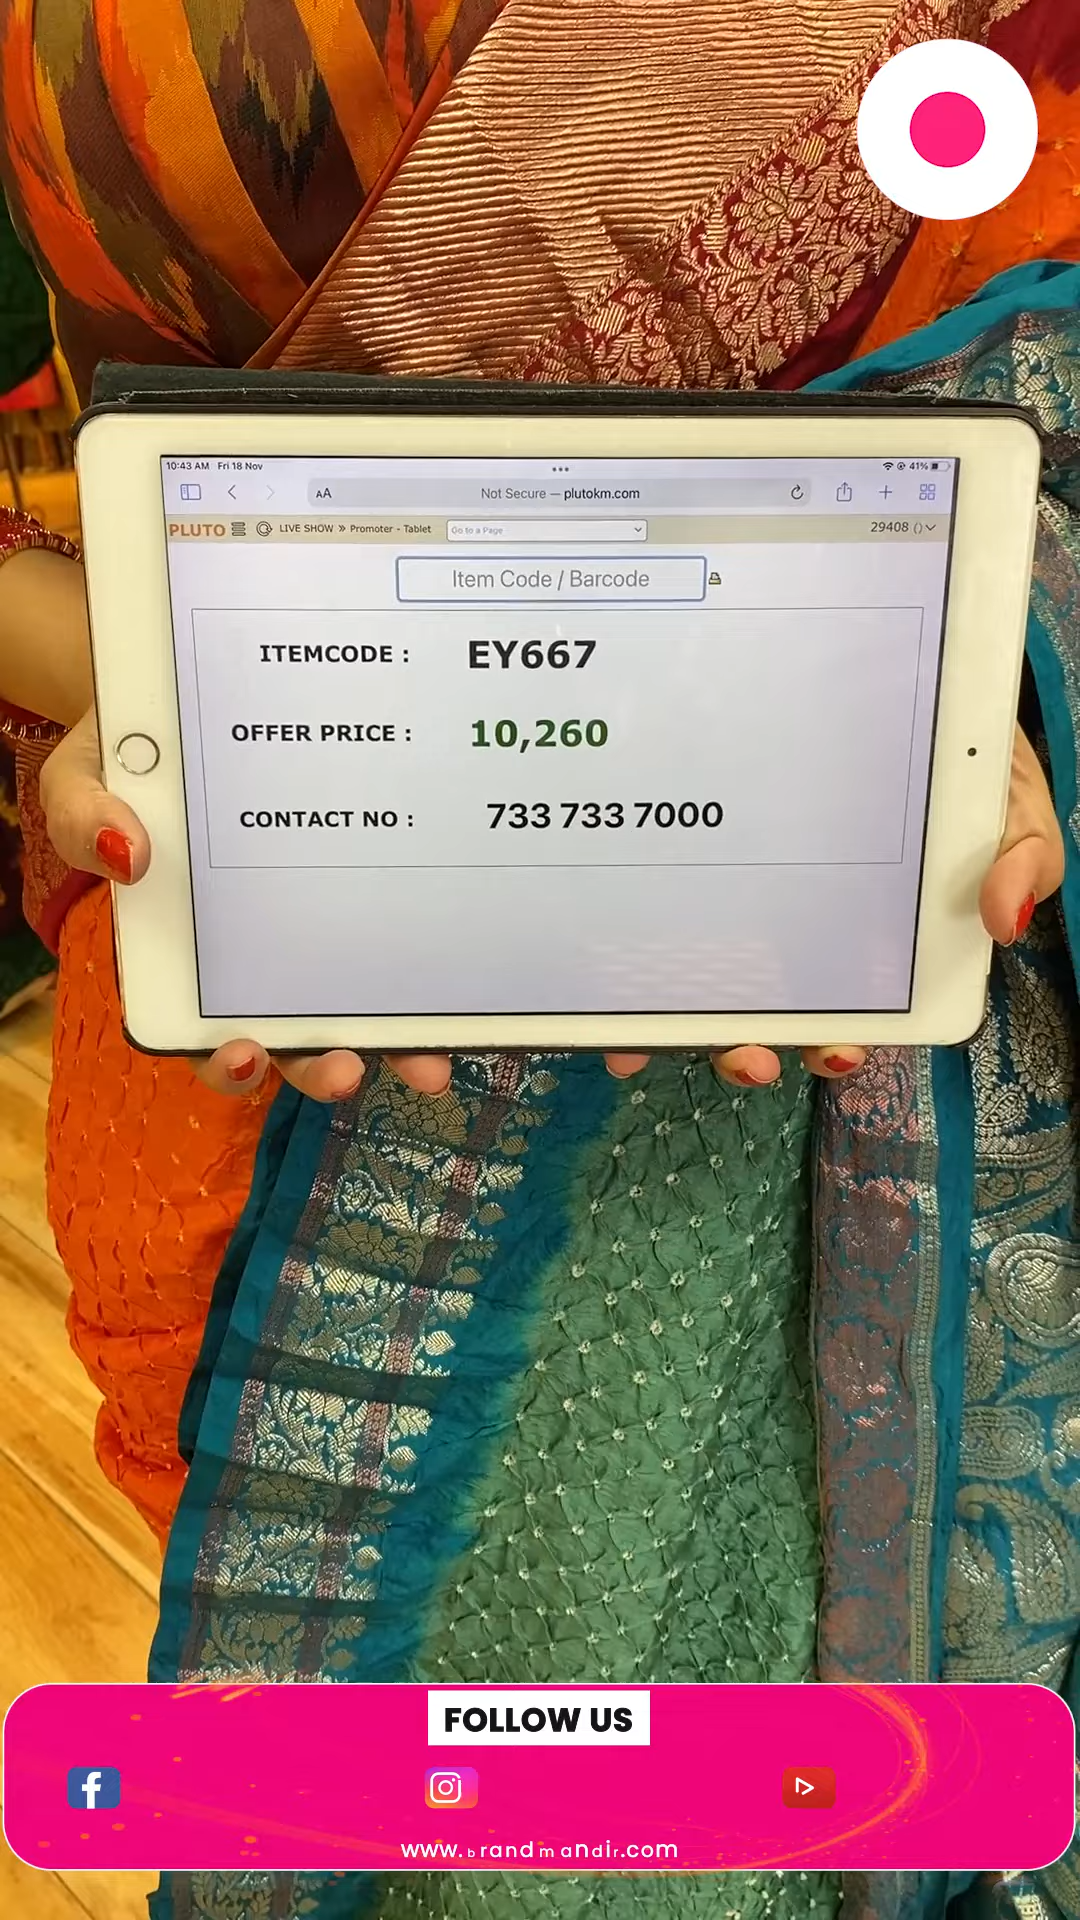 10:43 AM Fri 18 Nov
41%
AA
Not Secure — plutokm.com
PLUTO LIVE SHOW » Promoter - Tablet Go to a Page 29408 ()
Item Code / Barcode
ITEMCODE : EY667
OFFER PRICE : 10,260
CONTACT NO : 733 733 7000
FOLLOW US
www.brandmandir.com